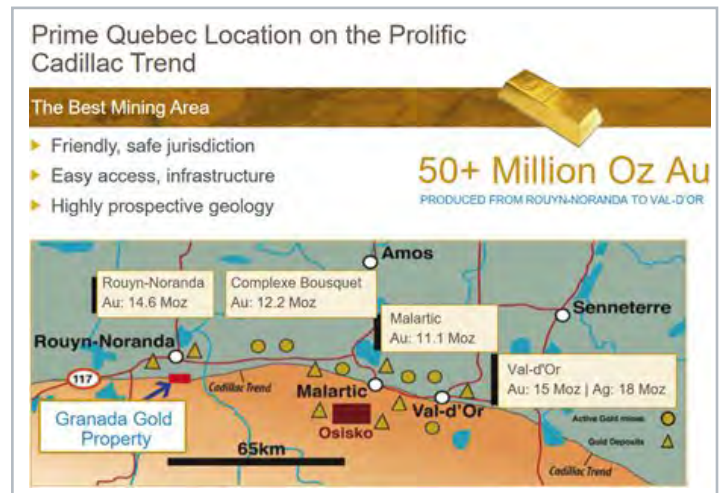 Prime Quebec Location on the Prolific
Cadillac Trend
The Best Mining Area
Friendly, safe jurisdiction
Easy access, infrastructure
Highly prospective geology
50+ Million Oz Au
PRODUCED FROM ROUYN-NORANDA TO VAL-D'OR
Amos
Rouyn-Noranda
Au: 14.6 Moz
Complexe Bousquet
Au: 12.2 Moz
Senneterre
Malartic
Au: 11.1 Moz
Rouyn-Noranda
Val-d'Or
Au: 15 Moz | Ag: 18 Moz
117
Cadillac Trend
Malartic
Val-d'Or
Granada Gold
Property
Osisko
Active Gold mines
Gold Deposits
65km
Cadillac Trend